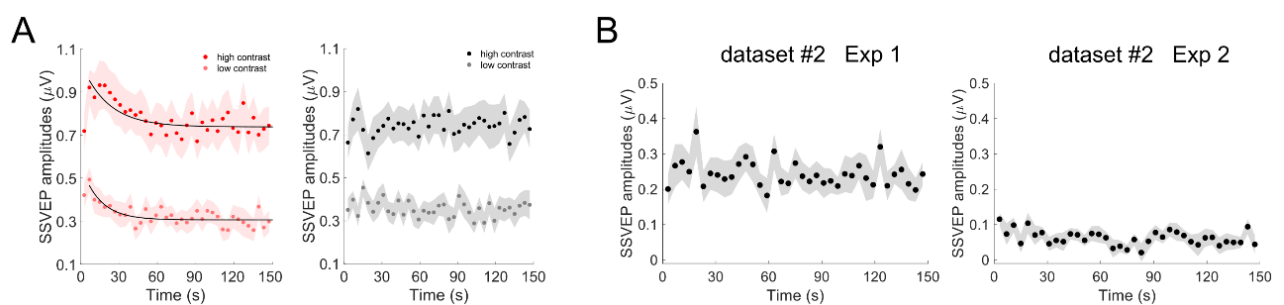 A
SSVEP amplitudes (μV)
1.1
0.9
0.7
0.5
0.3
0.1
high contrast
low contrast
0 30 60 90 120 150
Time (s)
SSVEP amplitudes (μV)
1.1
0.9
0.7
0.5
0.3
0.1
high contrast
low contrast
0 30 60 90 120 150
Time (s)
B
dataset #2 Exp 1
SSVEP amplitudes (μV)
0.5
0.4
0.3
0.2
0.1
0
0 30 60 90 120 150
Time (s)
dataset #2 Exp 2
SSVEP amplitudes (μV)
0.5
0.4
0.3
0.2
0.1
0
0 30 60 90 120 150
Time (s)